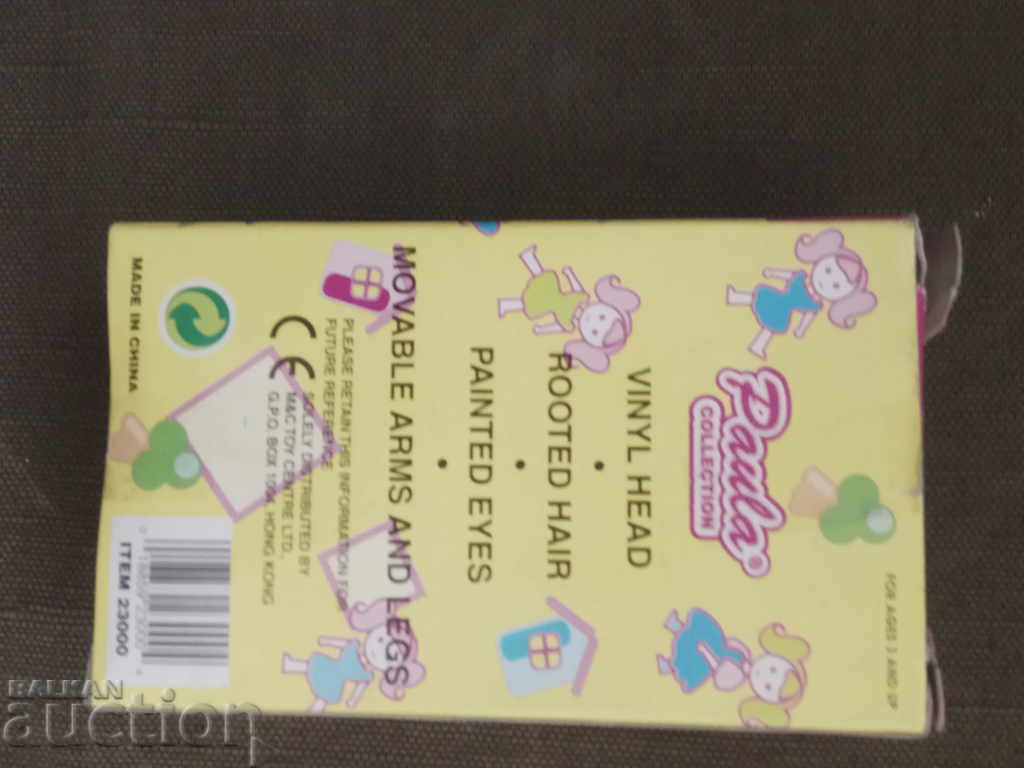 FOR AGES 3 AND UP
Paula®
COLLECTION
VINYL HEAD
•
ROOTED HAIR
•
PAINTED EYES
•
MOVABLE ARMS AND LEGS
PLEASE RETAIN THIS INFORMATION FOR
FUTURE REFERENCE
CE
SOLELY DISTRIBUTED BY
M&C TOY CENTRE LTD.,
HONG KONG
G.P.O. BOX
MADE IN CHINA
ITEM 23000
BALKAN
auction